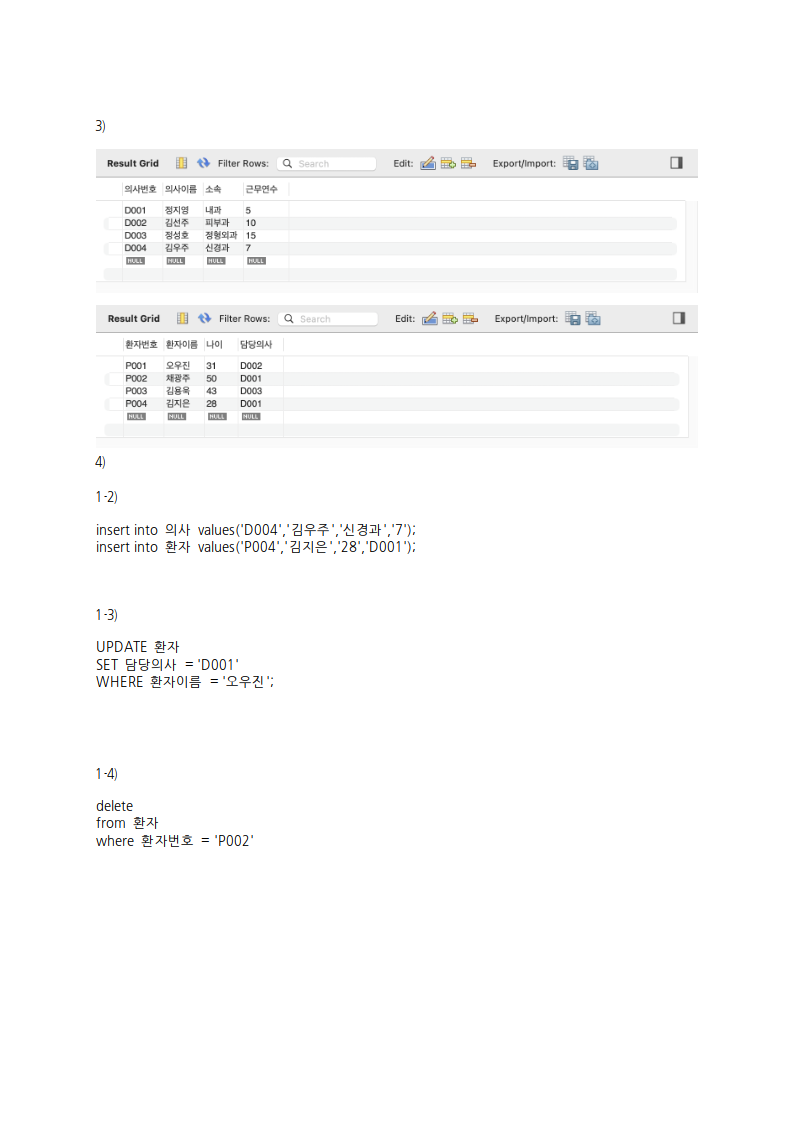 3)
Result Grid Filter Rows: Search Edit: Export/Import:
의사번호 의사이름 소속 근무연수
D001 정지영 내과 5
D002 김선주 피부과 10
D003 정성호 정형외과 15
D004 김우주 신경과 7
NULL NULL NULL NULL
Result Grid Filter Rows: Search Edit: Export/Import:
환자번호 환자이름 나이 담당의사
P001 오우진 31 D002
P002 채광주 50 D001
P003 김용욱 43 D003
P004 김지은 28 D001
NULL NULL NULL NULL
4)
1-2)
insert into 의사 values('D004','김우주','신경과','7');
insert into 환자 values('P004','김지은','28','D001');
1-3)
UPDATE 환자
SET 담당의사 = 'D001'
WHERE 환자이름 = '오우진';
1-4)
delete
from 환자
where 환자번호 = 'P002'